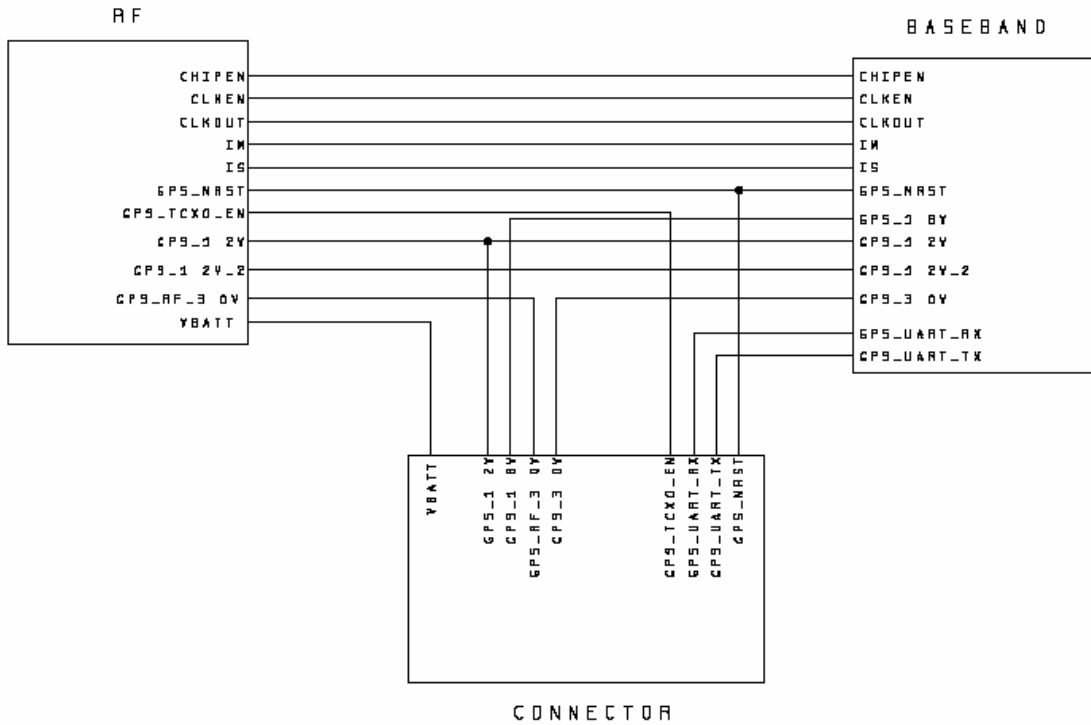 RF
CHIPEN
CLKEN
CLKOUT
IM
IS
GPS_NRST
GPS_TCXO_EN
GPS_1 2V
GPS_1 2V_2
GPS_RF_3 0V
VBATT
BASEBAND
CHIPEN
CLKEN
CLKOUT
IM
IS
GPS_NRST
GPS_1 8V
GPS_1 2V
GPS_1 2V_2
GPS_3 0V
GPS_UART_RX
GPS_UART_TX
VBATT
GPS_1 2V
GPS_1 8V
GPS_RF_3 0V
GPS_3 0V
GPS_TCXO_EN
GPS_UART_RX
GPS_UART_TX
GPS_NRST
CONNECTOR